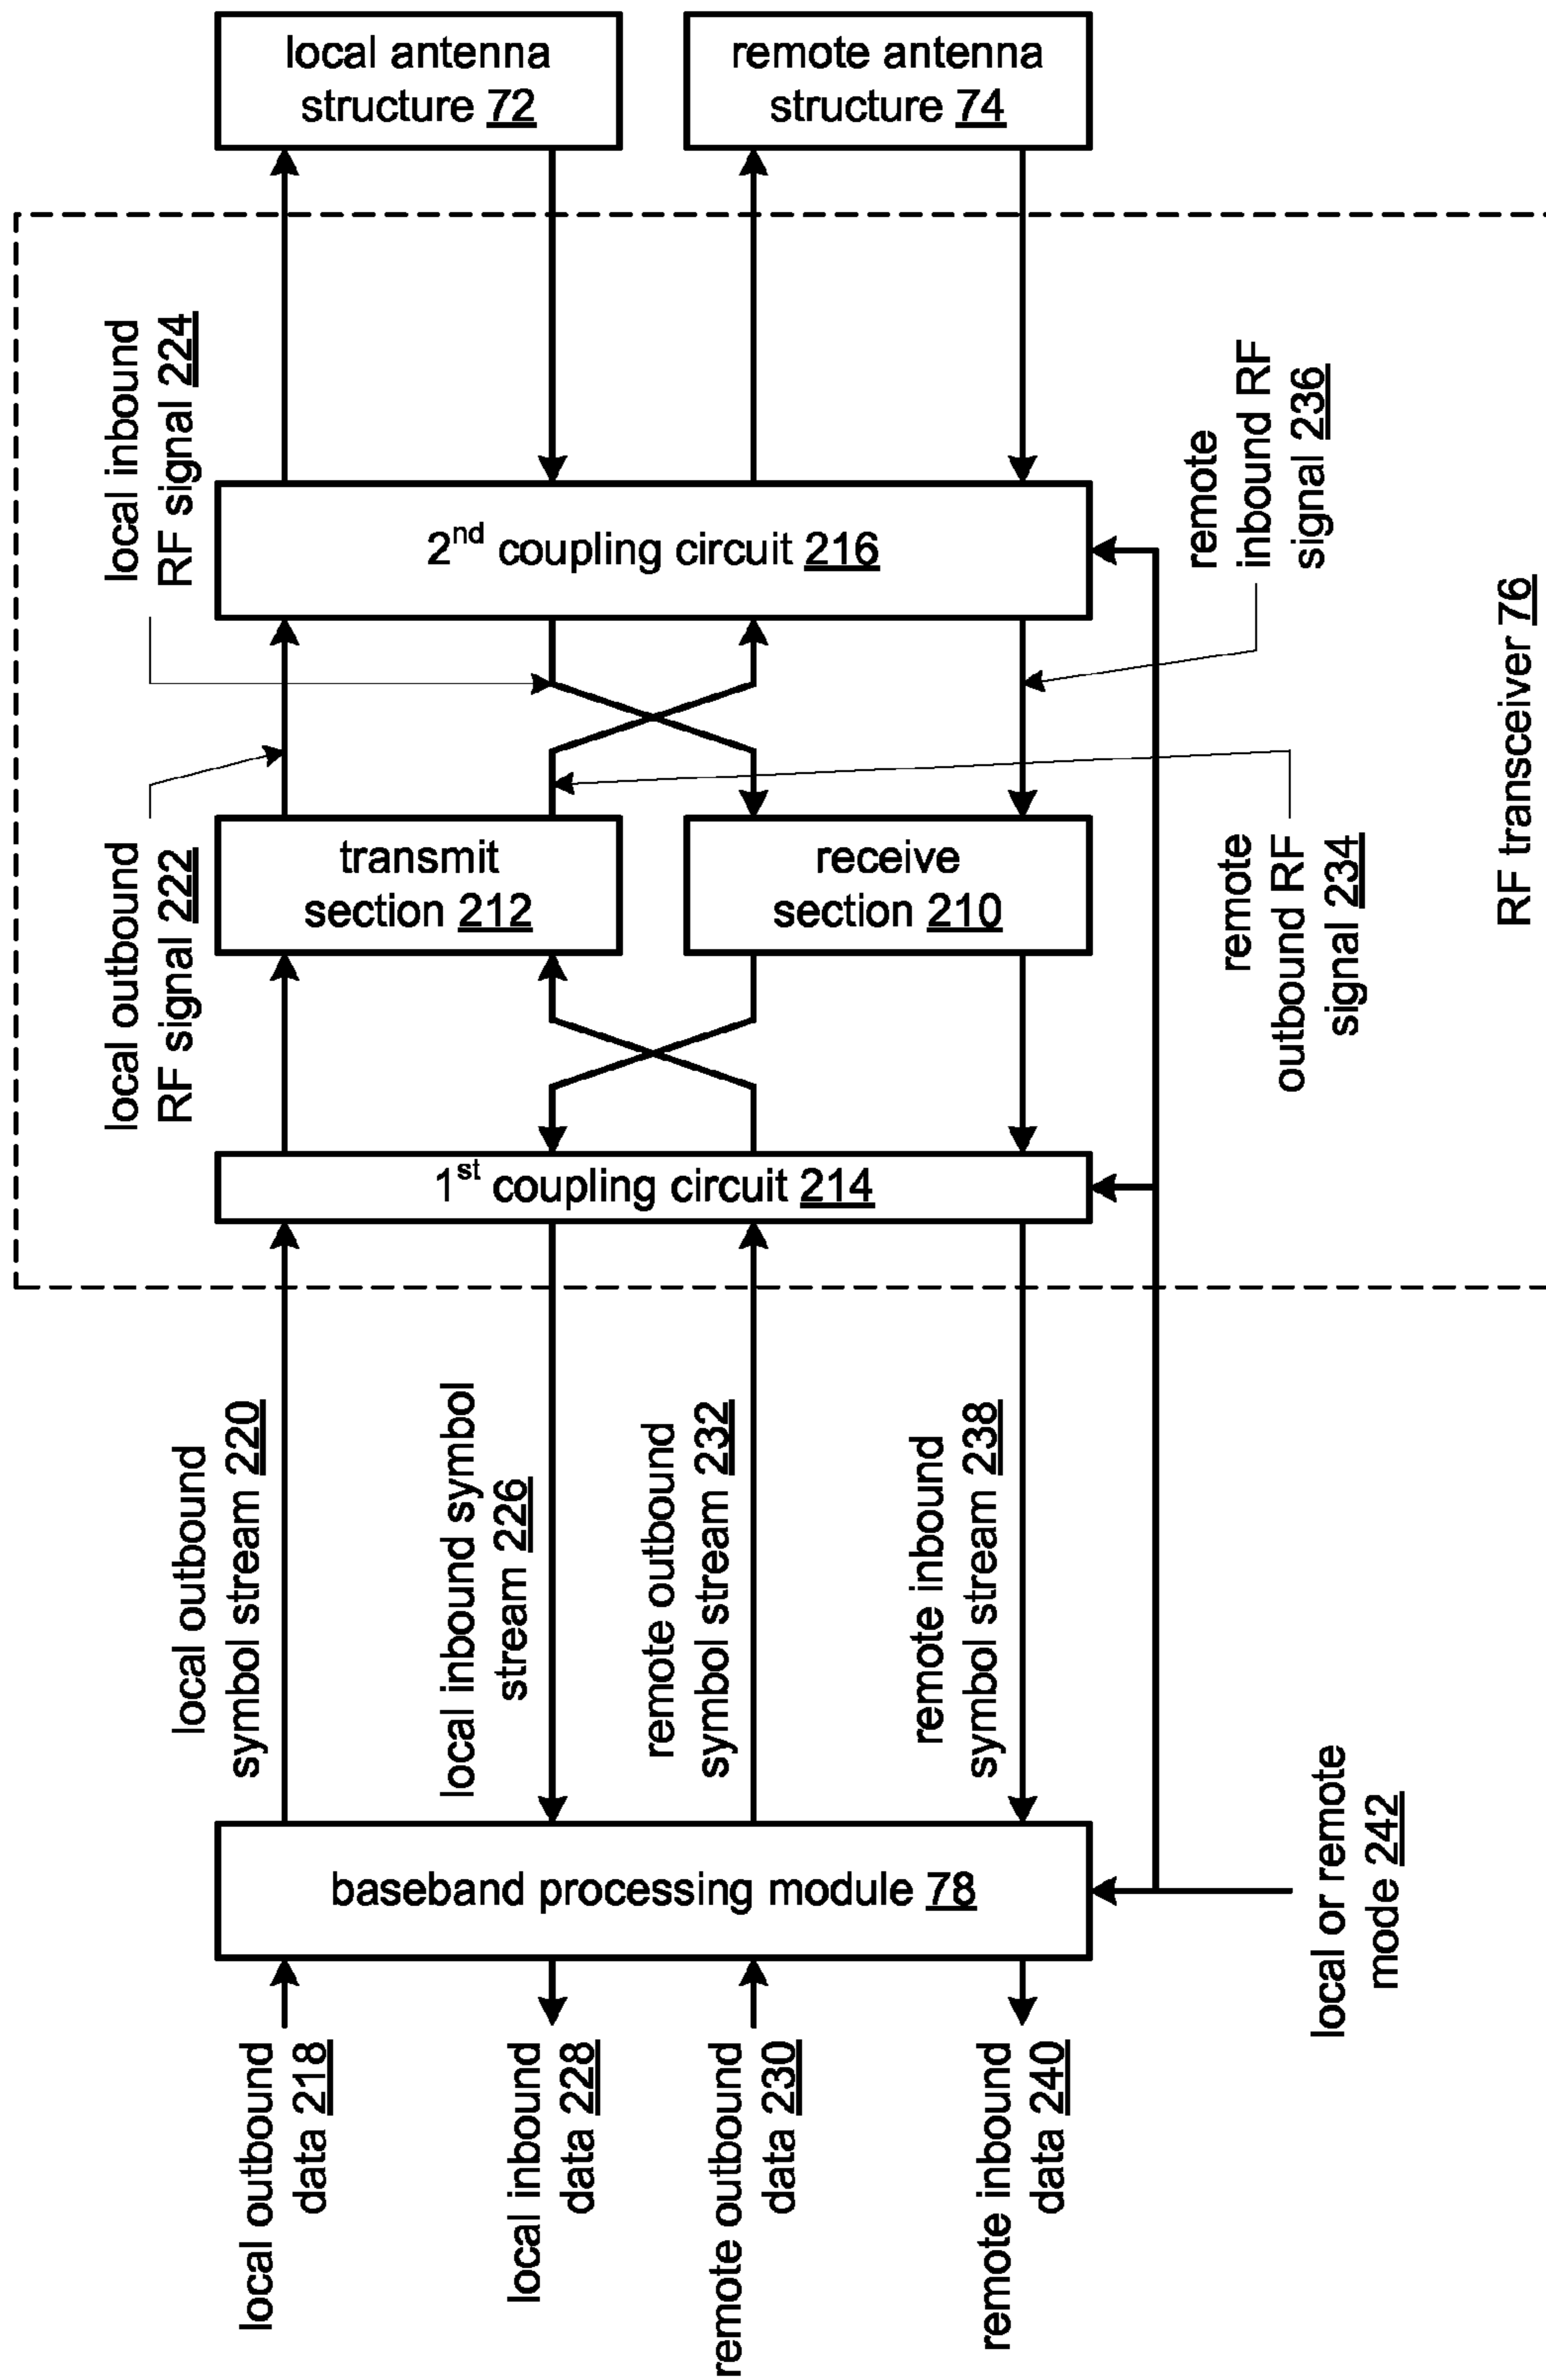 local antenna
structure 72
remote antenna
structure 74
local inbound
RF signal 224
2nd coupling circuit 216
remote
inbound RF
signal 236
local outbound
RF signal 222
transmit
section 212
receive
section 210
remote
outbound RF
signal 234
RF transceiver 76
1st coupling circuit 214
local outbound
symbol stream 220
local inbound symbol
stream 226
remote outbound
symbol stream 232
remote inbound
symbol stream 238
baseband processing module 78
local or remote
mode 242
local outbound
data 218
local inbound
data 228
remote outbound
data 230
remote inbound
data 240